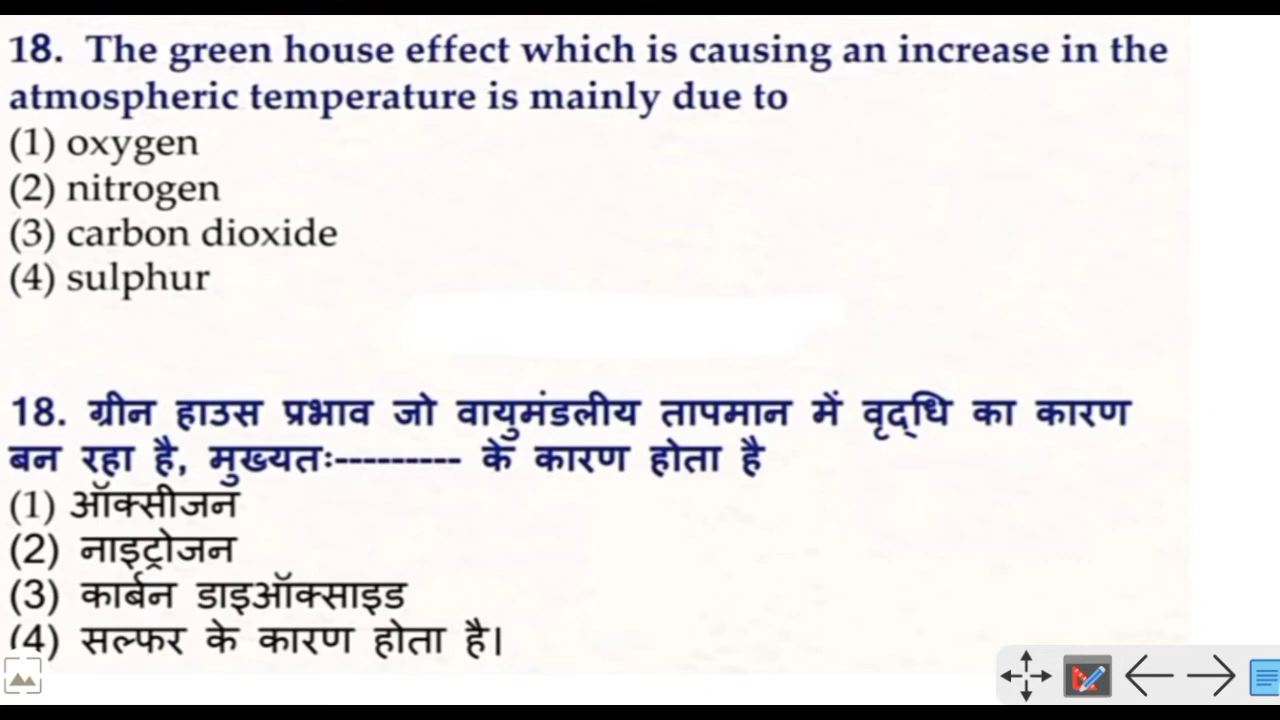 18. The green house effect which is causing an increase in the
atmospheric temperature is mainly due to
(1) oxygen
(2) nitrogen
(3) carbon dioxide
(4) sulphur
18. ग्रीन हाउस प्रभाव जो वायुमंडलीय तापमान में वृद्धि का कारण
बन रहा है, मुख्यतः--------- के कारण होता है
(1) ऑक्सीजन
(2) नाइट्रोजन
(3) कार्बन डाइऑक्साइड
(4) सल्फर के कारण होता है।